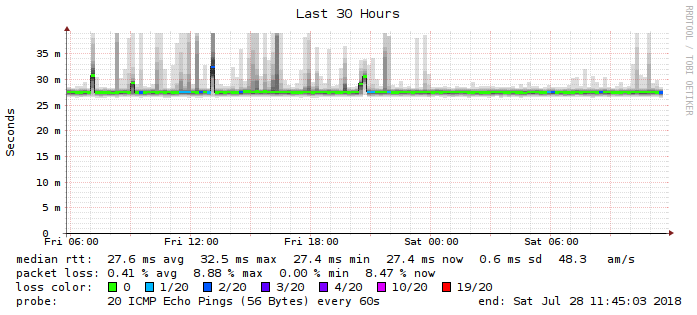 Last 30 Hours
RRDTOOL / TOBI OETIKER
Seconds
35 m
30 m
25 m
20 m
15 m
10 m
5 m
0
Fri 06:00 Fri 12:00 Fri 18:00 Sat 00:00 Sat 06:00
median rtt: 27.6 ms avg 32.5 ms max 27.4 ms min 27.4 ms now 0.6 ms sd 48.3 am/s
packet loss: 0.41 % avg 8.88 % max 0.00 % min 8.47 % now
loss color: 0 1/20 2/20 3/20 4/20 10/20 19/20
probe: 20 ICMP Echo Pings (56 Bytes) every 60s end: Sat Jul 28 11:45:03 2018